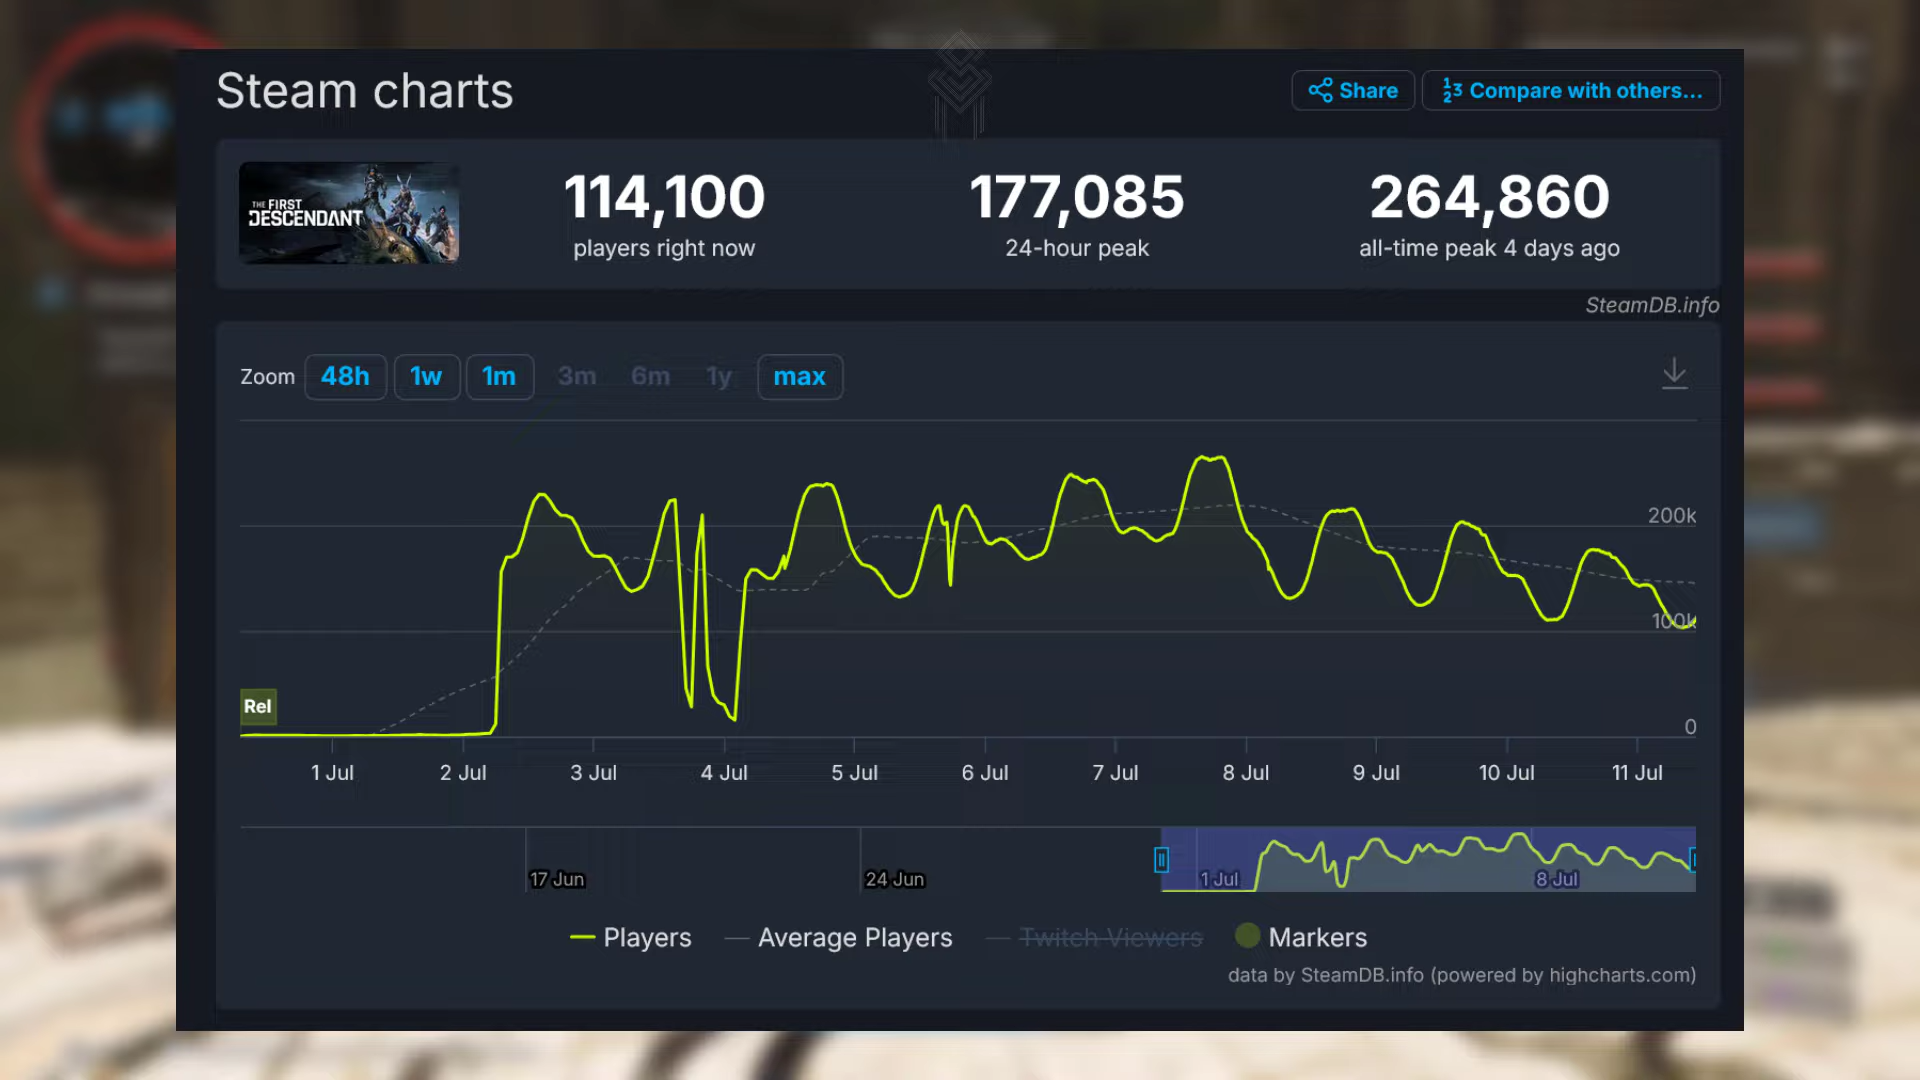 Steam charts
Share
Compare with others...
THE FIRST
DESCENDANT
114,100
players right now
177,085
24-hour peak
264,860
all-time peak 4 days ago
SteamDB.info
Zoom 48h 1w 1m 3m 6m 1y max
200k
100k
Rel
0
1 Jul 2 Jul 3 Jul 4 Jul 5 Jul 6 Jul 7 Jul 8 Jul 9 Jul 10 Jul 11 Jul
17 Jun 24 Jun 1 Jul 8 Jul
Players Average Players Twitch Viewers Markers
data by SteamDB.info (powered by highcharts.com)